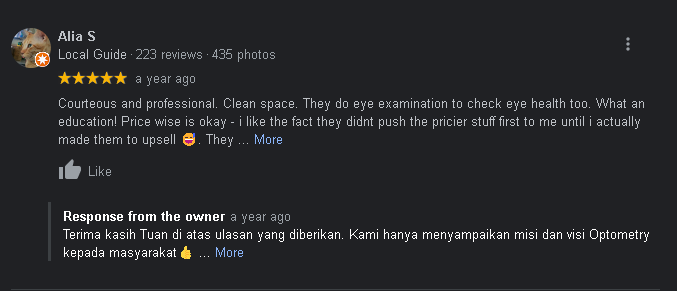 Alia S
Local Guide · 223 reviews · 435 photos
a year ago
Courteous and professional. Clean space. They do eye examination to check eye health too. What an
education! Price wise is okay - i like the fact they didnt push the pricier stuff first to me until i actually
made them to upsell 😅. They ... More
Like
Response from the owner a year ago
Terima kasih Tuan di atas ulasan yang diberikan. Kami hanya menyampaikan misi dan visi Optometry
kepada masyarakat👍 ... More